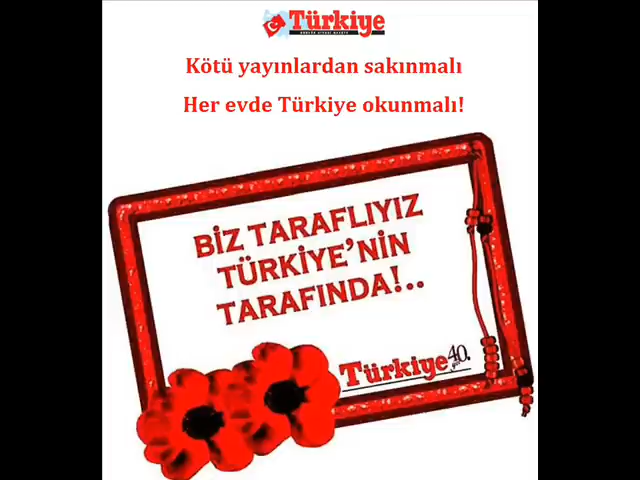 Türkiye
Kötü yayınlardan sakınmalı
Her evde Türkiye okunmalı!
BİZ TARAFLIYIZ
TÜRKİYE'NİN
TARAFINDA!..
Türkiye 40.